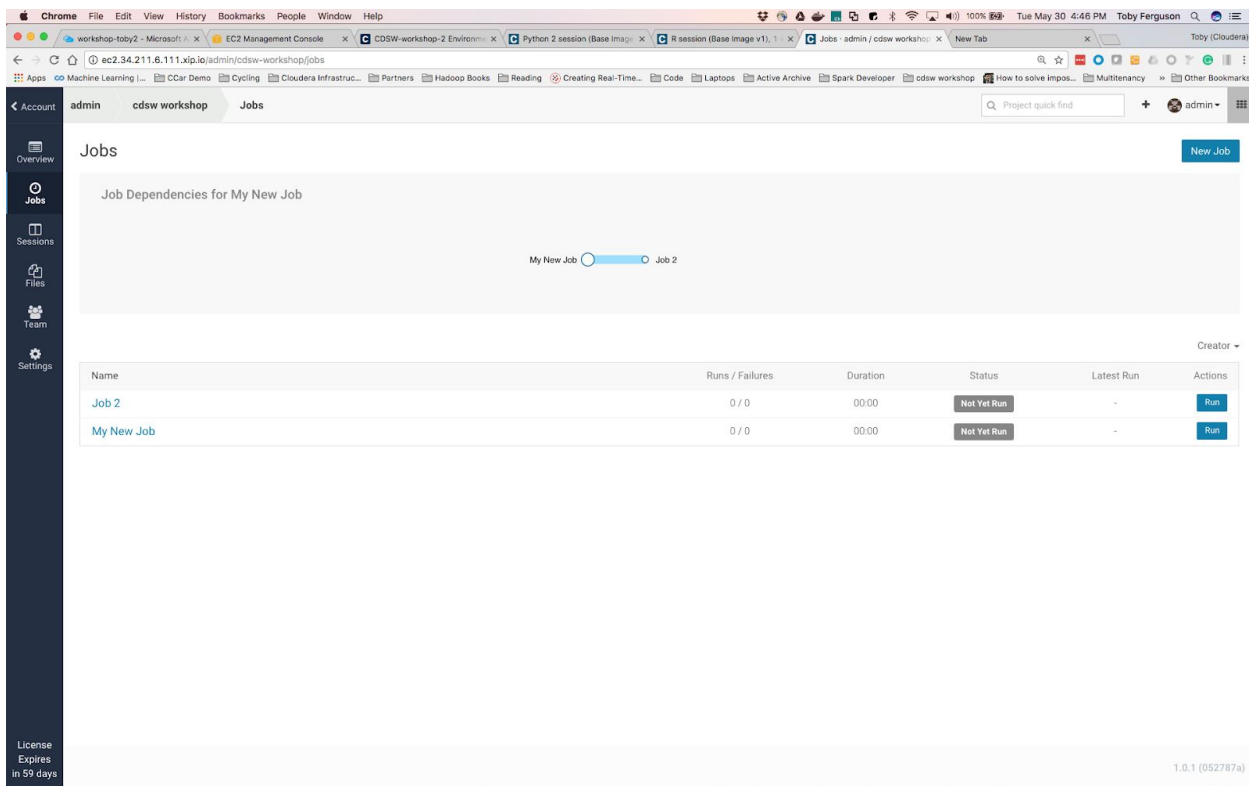 Chrome File Edit View History Bookmarks People Window Help 100% Tue May 30 4:46 PM Toby Ferguson
workshop-toby2 - Microsoft A EC2 Management Console CDSW-workshop-2 Environme Python 2 session (Base Image R session (Base Image v1), 1 Jobs · admin / cdsw workshop New Tab Toby (Cloudera)
ec2.34.211.6.111.xip.io/admin/cdsw-workshop/jobs
Apps Machine Learning |... CCar Demo Cycling Cloudera Infrastruc... Partners Hadoop Books Reading Creating Real-Time... Code Laptops Active Archive Spark Developer cdsw workshop How to solve impos... Multitenancy » Other Bookmarks
Account admin cdsw workshop Jobs Project quick find + admin
Overview
Jobs
Sessions
Files
Team
Settings
Jobs New Job
Job Dependencies for My New Job
My New Job Job 2
Creator
Name Runs / Failures Duration Status Latest Run Actions
Job 2 0 / 0 00:00 Not Yet Run - Run
My New Job 0 / 0 00:00 Not Yet Run - Run
License
Expires
in 59 days
1.0.1 (052787a)